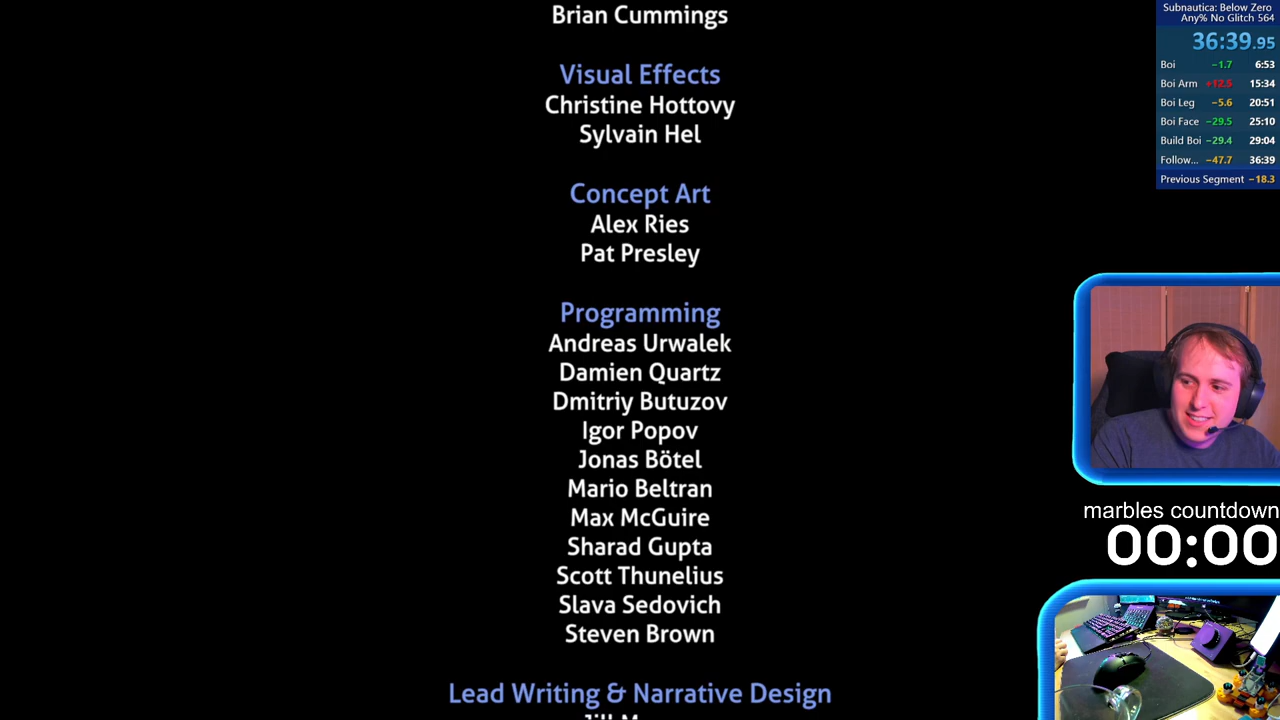 Brian Cummings
Visual Effects
Christine Hottovy
Sylvain Hel
Concept Art
Alex Ries
Pat Presley
Programming
Andreas Urwalek
Damien Quartz
Dmitriy Butuzov
Igor Popov
Jonas Bötel
Mario Beltran
Max McGuire
Sharad Gupta
Scott Thunelius
Slava Sedovich
Steven Brown
Lead Writing & Narrative Design
Subnautica: Below Zero
Any% No Glitch 564
36:39.95
Boi −1.7 6:53
Boi Arm +12.5 15:34
Boi Leg −5.6 20:51
Boi Face −29.5 25:10
Build Boi −29.4 29:04
Follow... −47.7 36:39
Previous Segment −18.3
marbles countdown
00:00